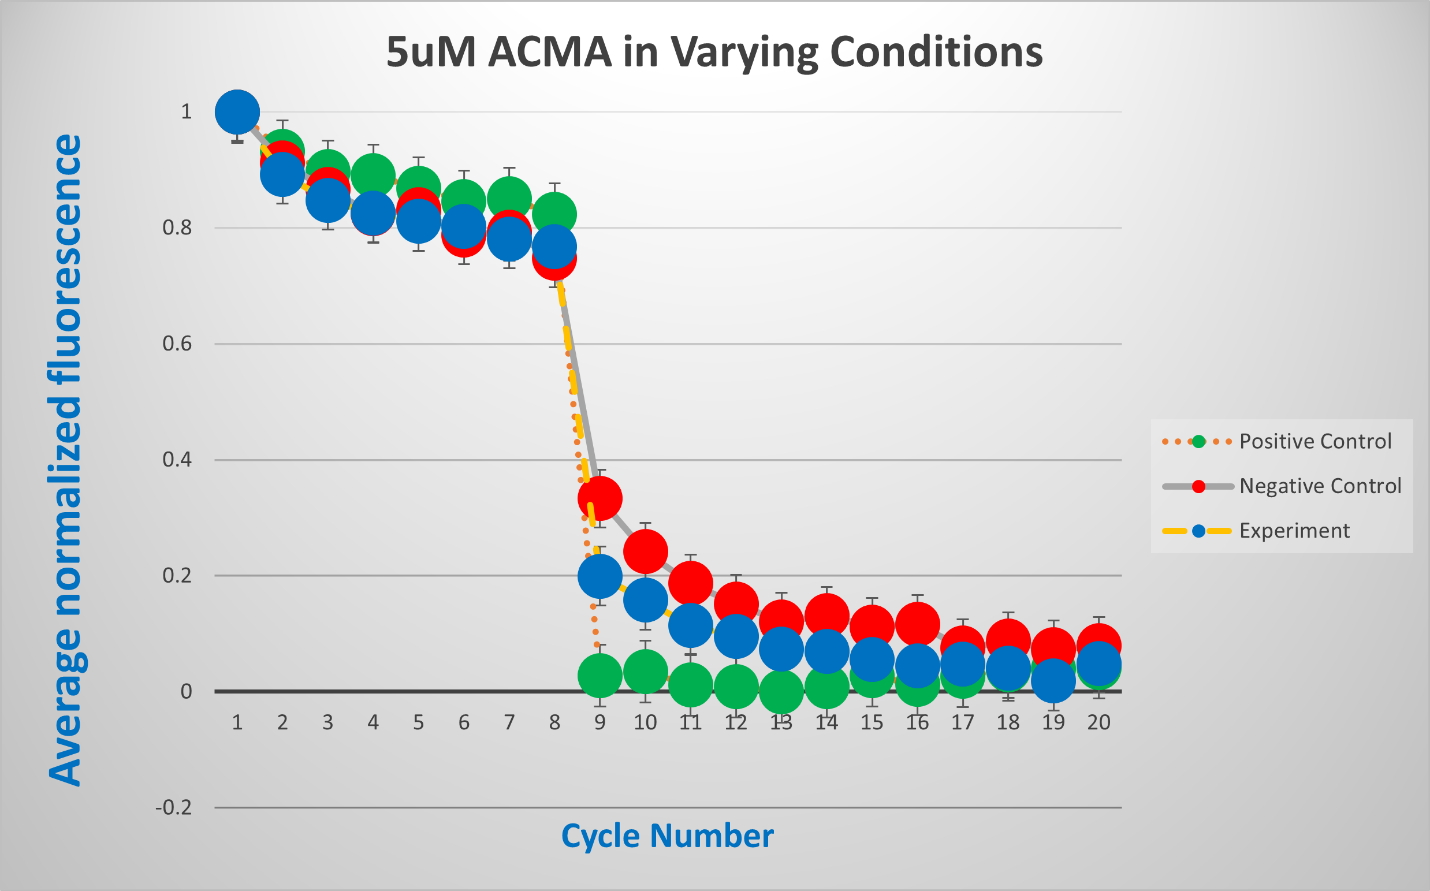 5uM ACMA in Varying Conditions
Average normalized fluorescence
1
0.8
0.6
0.4
0.2
0
-0.2
1 2 3 4 5 6 7 8 9 10 11 12 13 14 15 16 17 18 19 20
Cycle Number
Positive Control
Negative Control
Experiment